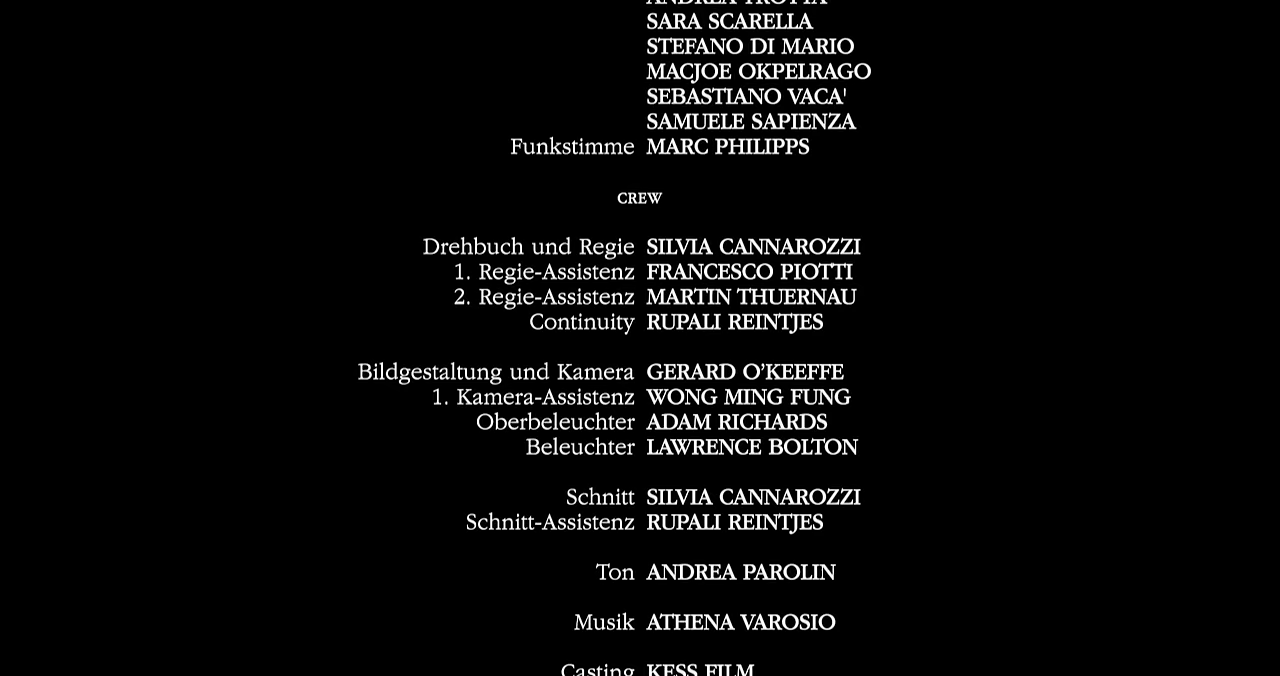 ANDREA TROTTA
SARA SCARELLA
STEFANO DI MARIO
MACJOE OKPELRAGO
SEBASTIANO VACA'
SAMUELE SAPIENZA
Funkstimme MARC PHILIPPS
CREW
Drehbuch und Regie SILVIA CANNAROZZI
1. Regie-Assistenz FRANCESCO PIOTTI
2. Regie-Assistenz MARTIN THUERNAU
Continuity RUPALI REINTJES
Bildgestaltung und Kamera GERARD O’KEEFFE
1. Kamera-Assistenz WONG MING FUNG
Oberbeleuchter ADAM RICHARDS
Beleuchter LAWRENCE BOLTON
Schnitt SILVIA CANNAROZZI
Schnitt-Assistenz RUPALI REINTJES
Ton ANDREA PAROLIN
Musik ATHENA VAROSIO
Casting KESS FILM